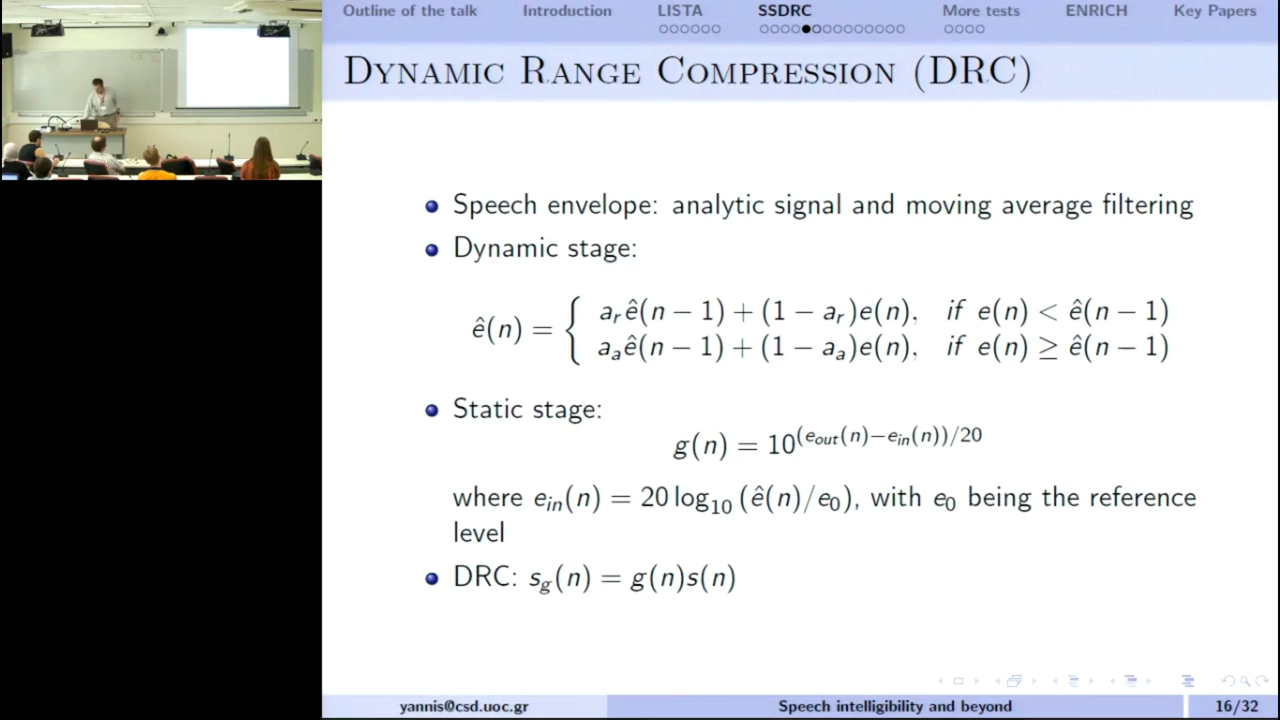 Outline of the talk Introduction LISTA SSDRC More tests ENRICH Key Papers
Dynamic Range Compression (DRC)
Speech envelope: analytic signal and moving average filtering
Dynamic stage:
ê(n) = { a_r ê(n − 1) + (1 − a_r)e(n), if e(n) < ê(n − 1)
a_a ê(n − 1) + (1 − a_a)e(n), if e(n) ≥ ê(n − 1)
Static stage:
g(n) = 10^(e_out(n)−e_in(n))/20
where e_in(n) = 20 log_10 (ê(n)/e_0), with e_0 being the reference
level
DRC: s_g(n) = g(n)s(n)
yannis@csd.uoc.gr Speech intelligibility and beyond 16/32